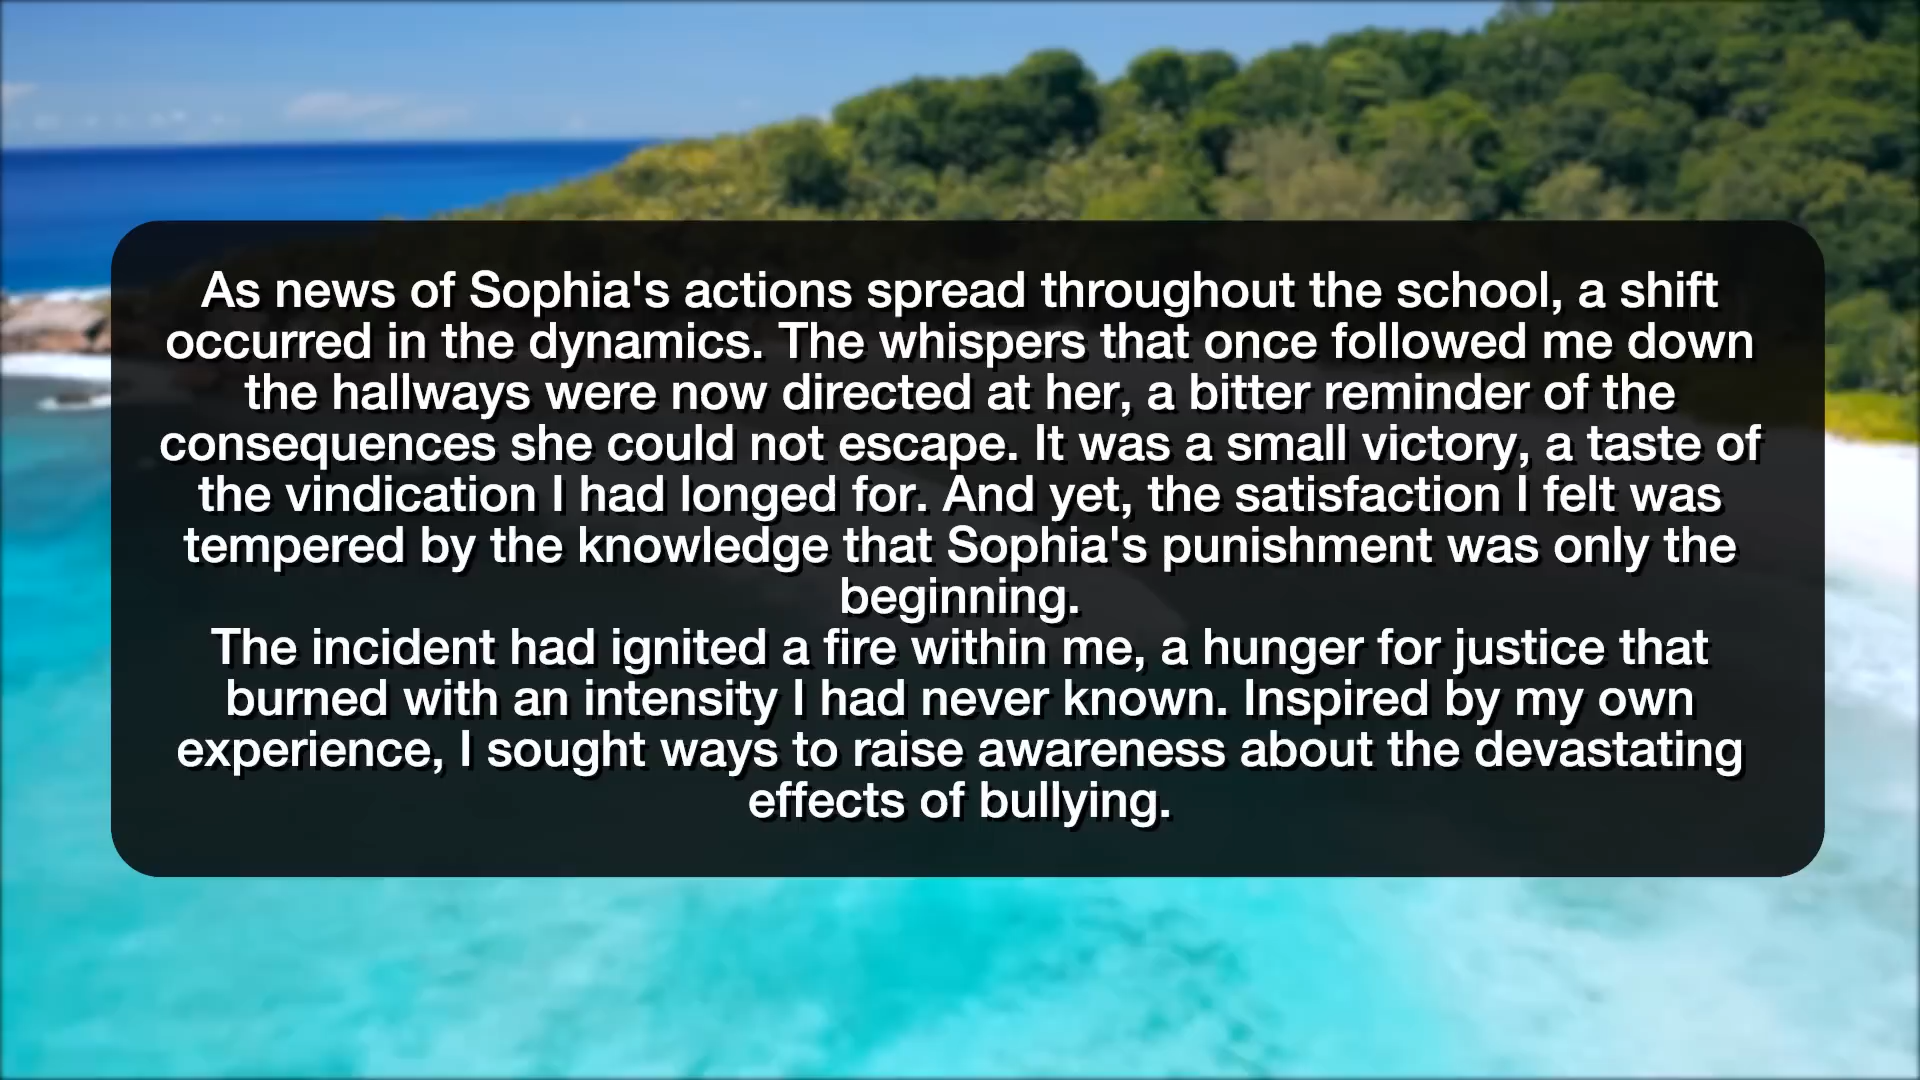 As news of Sophia's actions spread throughout the school, a shift
occurred in the dynamics. The whispers that once followed me down
the hallways were now directed at her, a bitter reminder of the
consequences she could not escape. It was a small victory, a taste of
the vindication I had longed for. And yet, the satisfaction I felt was
tempered by the knowledge that Sophia's punishment was only the
beginning.
The incident had ignited a fire within me, a hunger for justice that
burned with an intensity I had never known. Inspired by my own
experience, I sought ways to raise awareness about the devastating
effects of bullying.